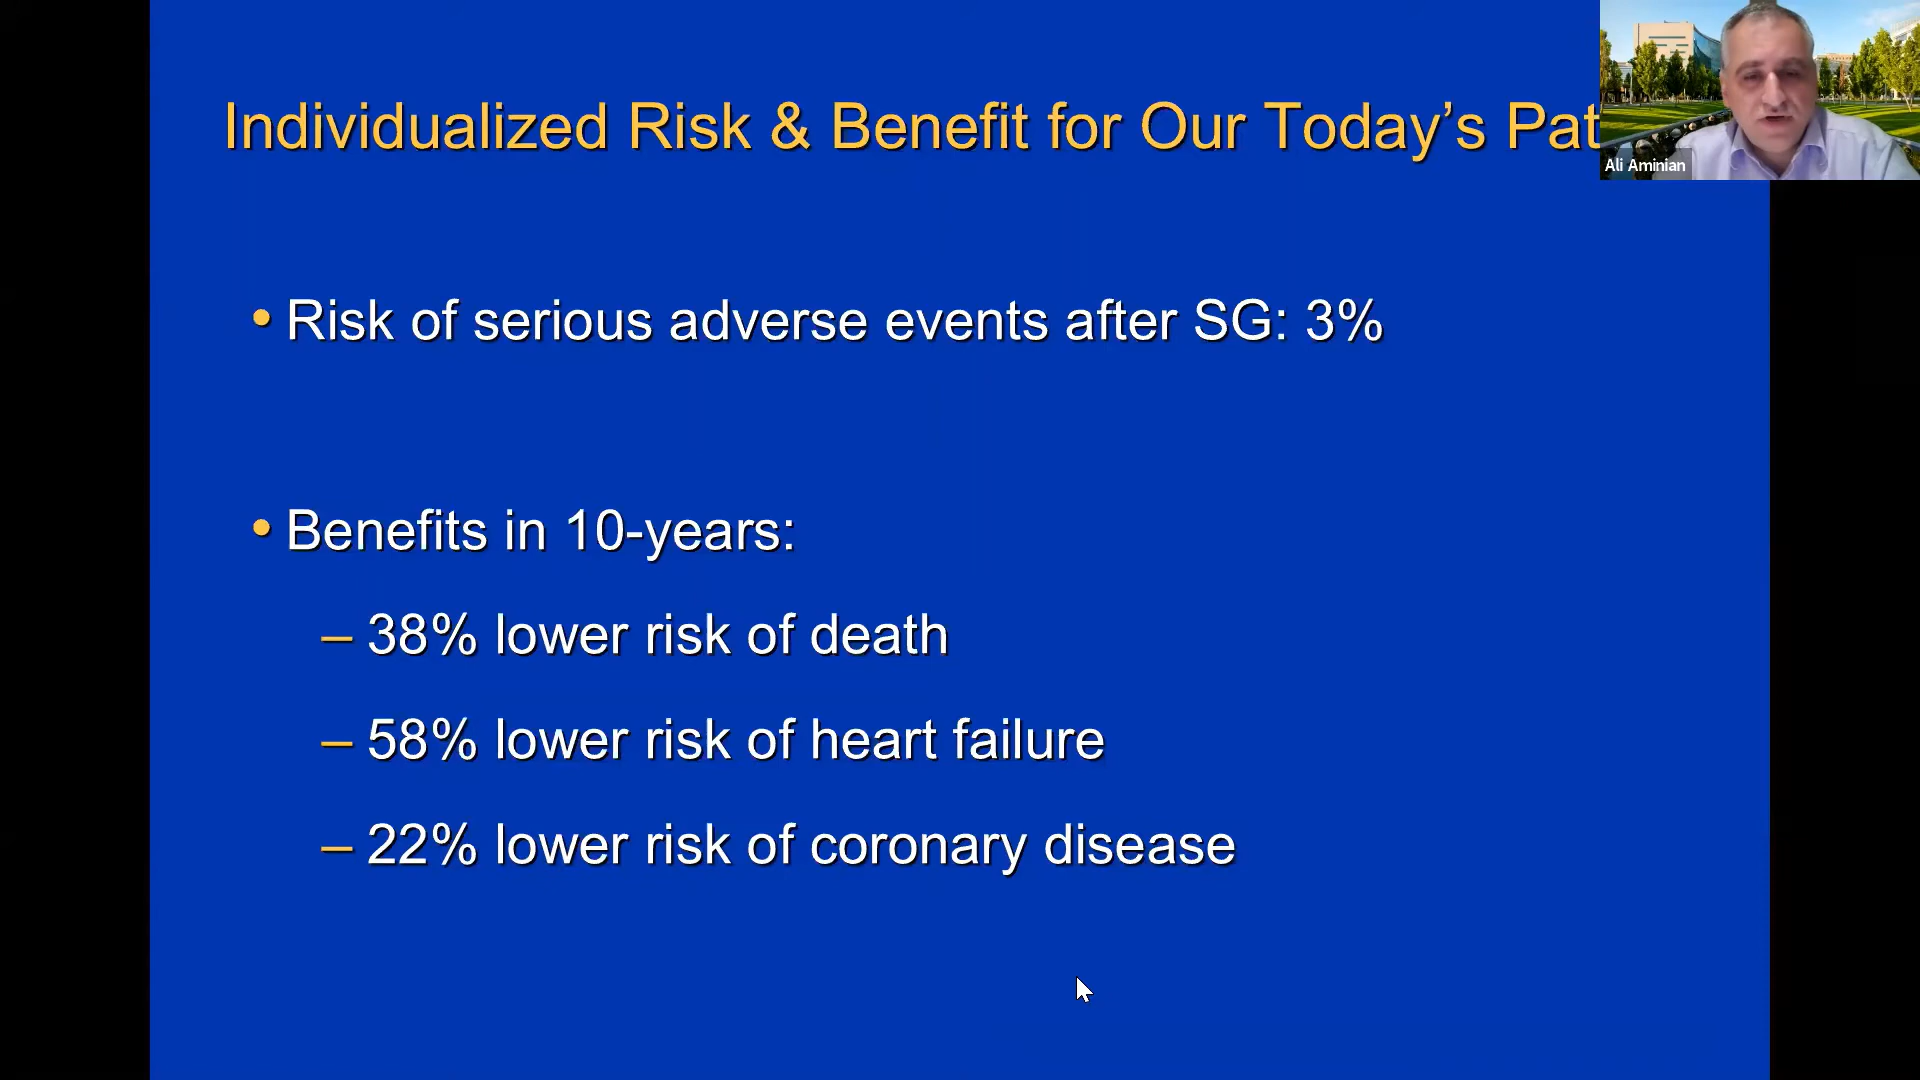 Individualized Risk & Benefit for Our Today’s Pat
Ali Aminian
• Risk of serious adverse events after SG: 3%
• Benefits in 10-years:
– 38% lower risk of death
– 58% lower risk of heart failure
– 22% lower risk of coronary disease